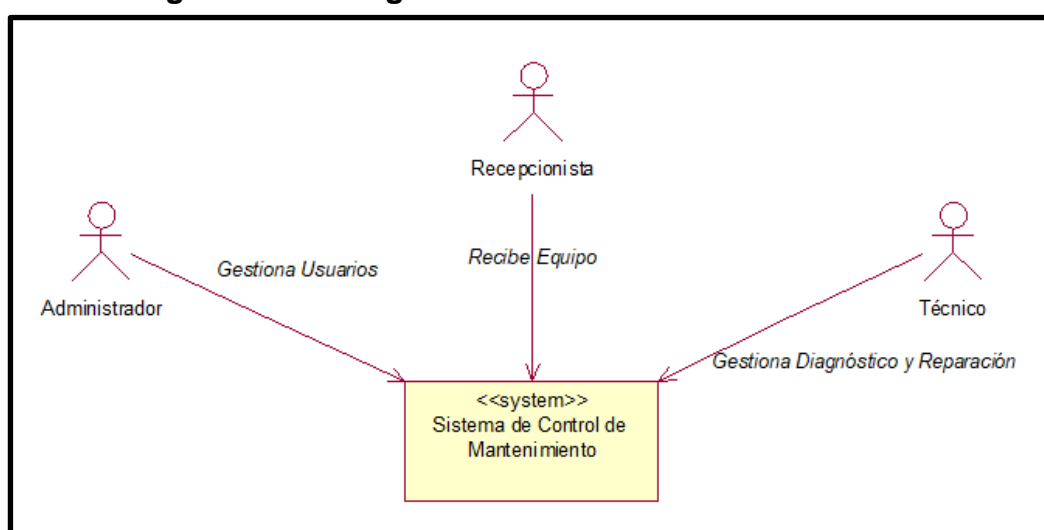 Recepcionista
Recibe Equipo
Gestiona Usuarios
Administrador
Técnico
Gestiona Diagnóstico y Reparación
<<system>>
Sistema de Control de
Mantenimiento